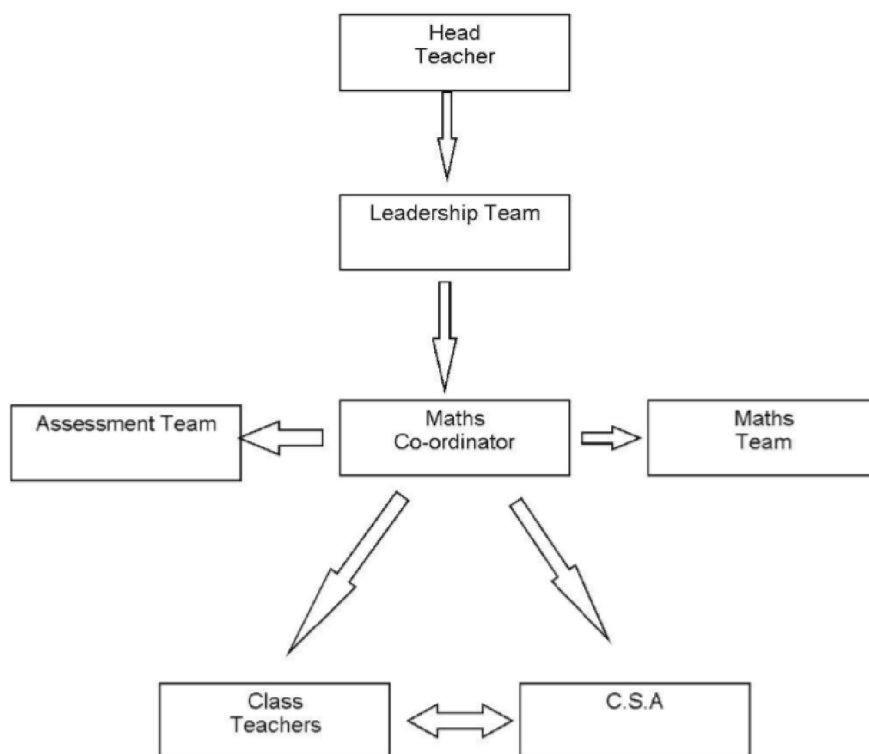 Head
Teacher
Leadership Team
Assessment Team
Maths
Co-ordinator
Maths
Team
Class
Teachers
C.S.A